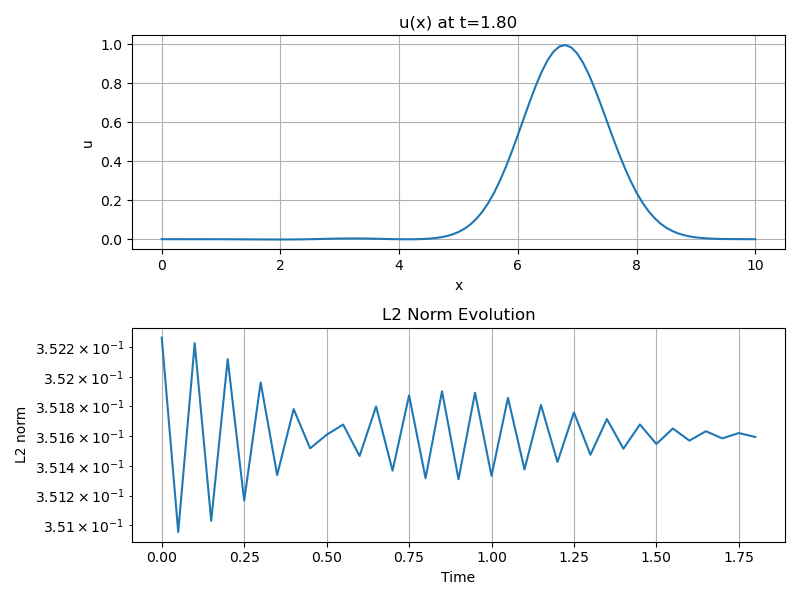 u(x) at t=1.80
u
1.0
0.8
0.6
0.4
0.2
0.0
0 2 4 6 8 10
x
L2 Norm Evolution
L2 norm
3.522 × 10⁻¹
3.52 × 10⁻¹
3.518 × 10⁻¹
3.516 × 10⁻¹
3.514 × 10⁻¹
3.512 × 10⁻¹
3.51 × 10⁻¹
0.00 0.25 0.50 0.75 1.00 1.25 1.50 1.75
Time